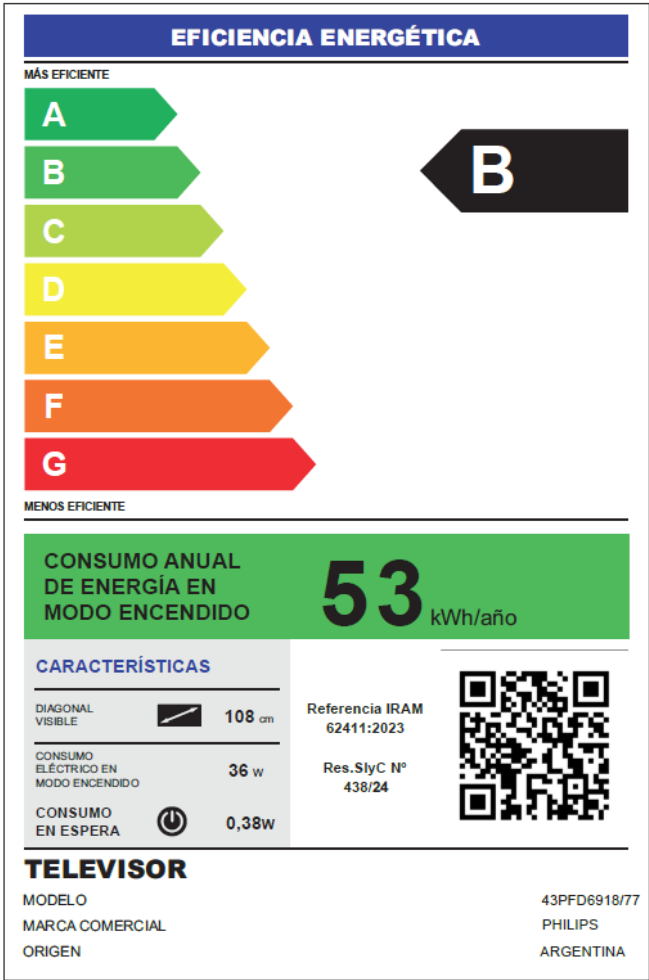 EFICIENCIA ENERGÉTICA
MÁS EFICIENTE
A
B
B
C
D
E
F
G
MENOS EFICIENTE
CONSUMO ANUAL
DE ENERGÍA EN
MODO ENCENDIDO
53 kWh/año
CARACTERÍSTICAS
DIAGONAL
VISIBLE
108 cm
CONSUMO
ELÉCTRICO EN
MODO ENCENDIDO
36 w
CONSUMO
EN ESPERA
0,38w
Referencia IRAM
62411:2023
Res.SIyC Nº
438/24
TELEVISOR
MODELO 43PFD6918/77
MARCA COMERCIAL PHILIPS
ORIGEN ARGENTINA